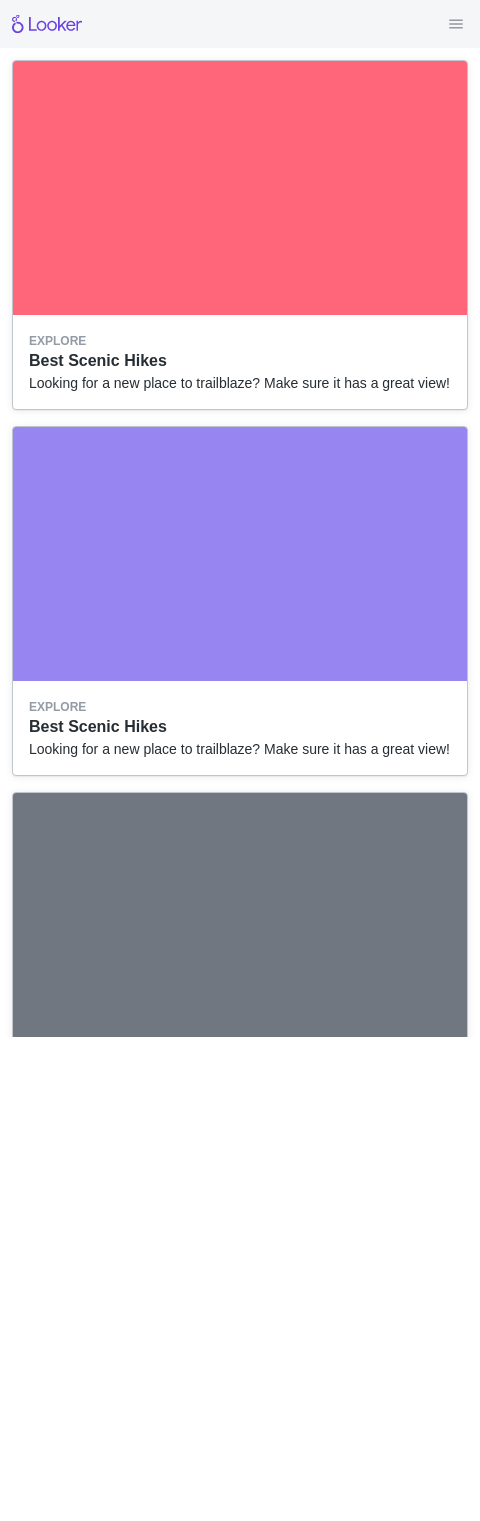 Looker
EXPLORE
Best Scenic Hikes
Looking for a new place to trailblaze? Make sure it has a great view!
EXPLORE
Best Scenic Hikes
Looking for a new place to trailblaze? Make sure it has a great view!